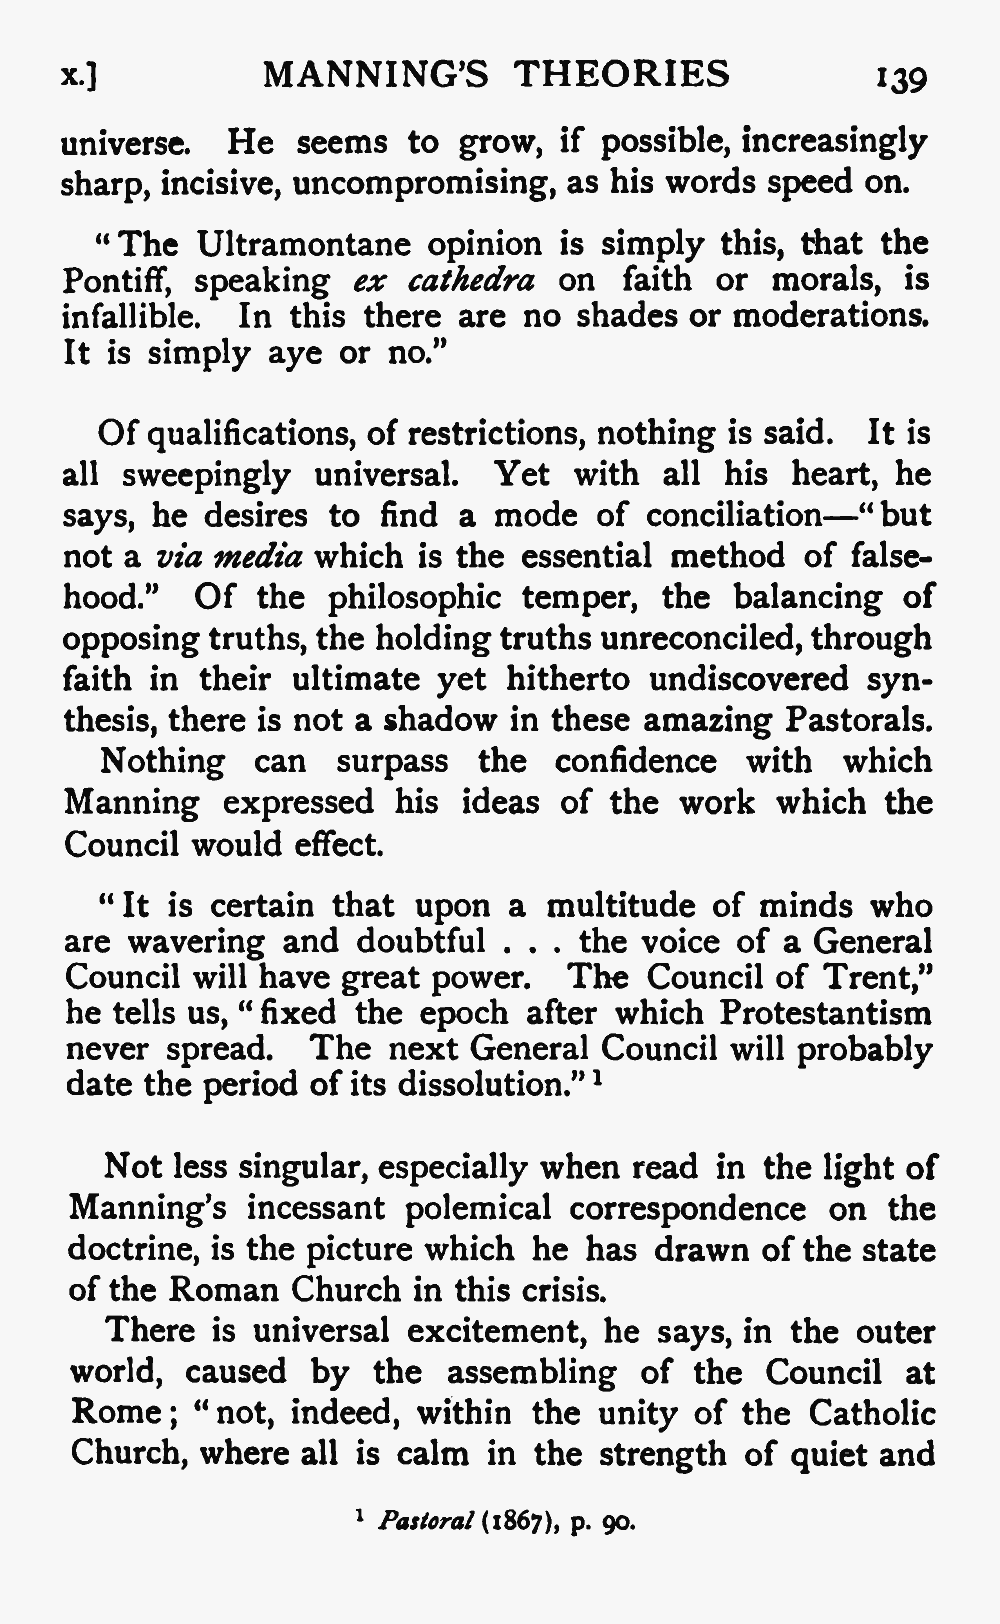 x.] MANNING'S THEORIES 139
universe. He seems to grow, if possible, increasingly
sharp, incisive, uncompromising, as his words speed on.
“The Ultramontane opinion is simply this, that the
Pontiff, speaking ex cathedra on faith or morals, is
infallible. In this there are no shades or moderations.
It is simply aye or no.”
Of qualifications, of restrictions, nothing is said. It is
all sweepingly universal. Yet with all his heart, he
says, he desires to find a mode of conciliation—“but
not a via media which is the essential method of false-
hood.” Of the philosophic temper, the balancing of
opposing truths, the holding truths unreconciled, through
faith in their ultimate yet hitherto undiscovered syn-
thesis, there is not a shadow in these amazing Pastorals.
Nothing can surpass the confidence with which
Manning expressed his ideas of the work which the
Council would effect.
“It is certain that upon a multitude of minds who
are wavering and doubtful . . . the voice of a General
Council will have great power. The Council of Trent,”
he tells us, “fixed the epoch after which Protestantism
never spread. The next General Council will probably
date the period of its dissolution.” ¹
Not less singular, especially when read in the light of
Manning's incessant polemical correspondence on the
doctrine, is the picture which he has drawn of the state
of the Roman Church in this crisis.
There is universal excitement, he says, in the outer
world, caused by the assembling of the Council at
Rome; “not, indeed, within the unity of the Catholic
Church, where all is calm in the strength of quiet and
¹ Pastoral (1867), p. 90.